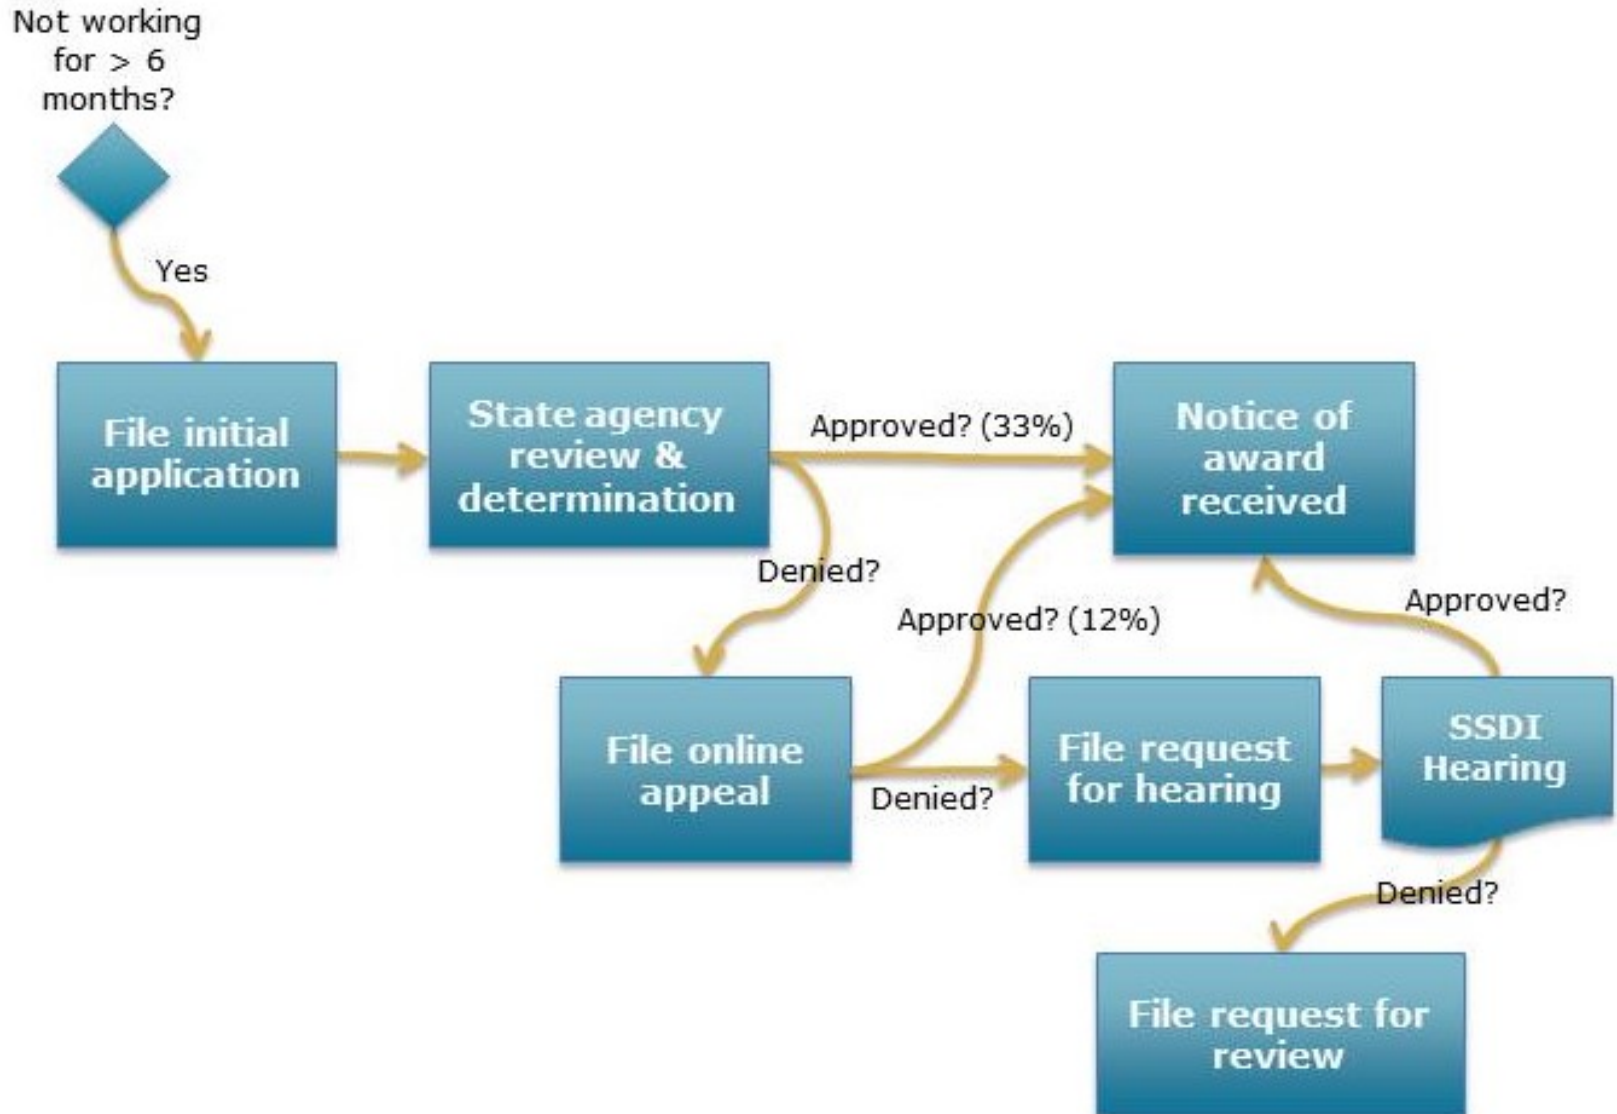 Not working
for > 6
months?
Yes
File initial
application
State agency
review &
determination
Approved? (33%)
Notice of
award
received
Denied?
Approved? (12%)
Approved?
File online
appeal
Denied?
File request
for hearing
SSDI
Hearing
Denied?
File request for
review